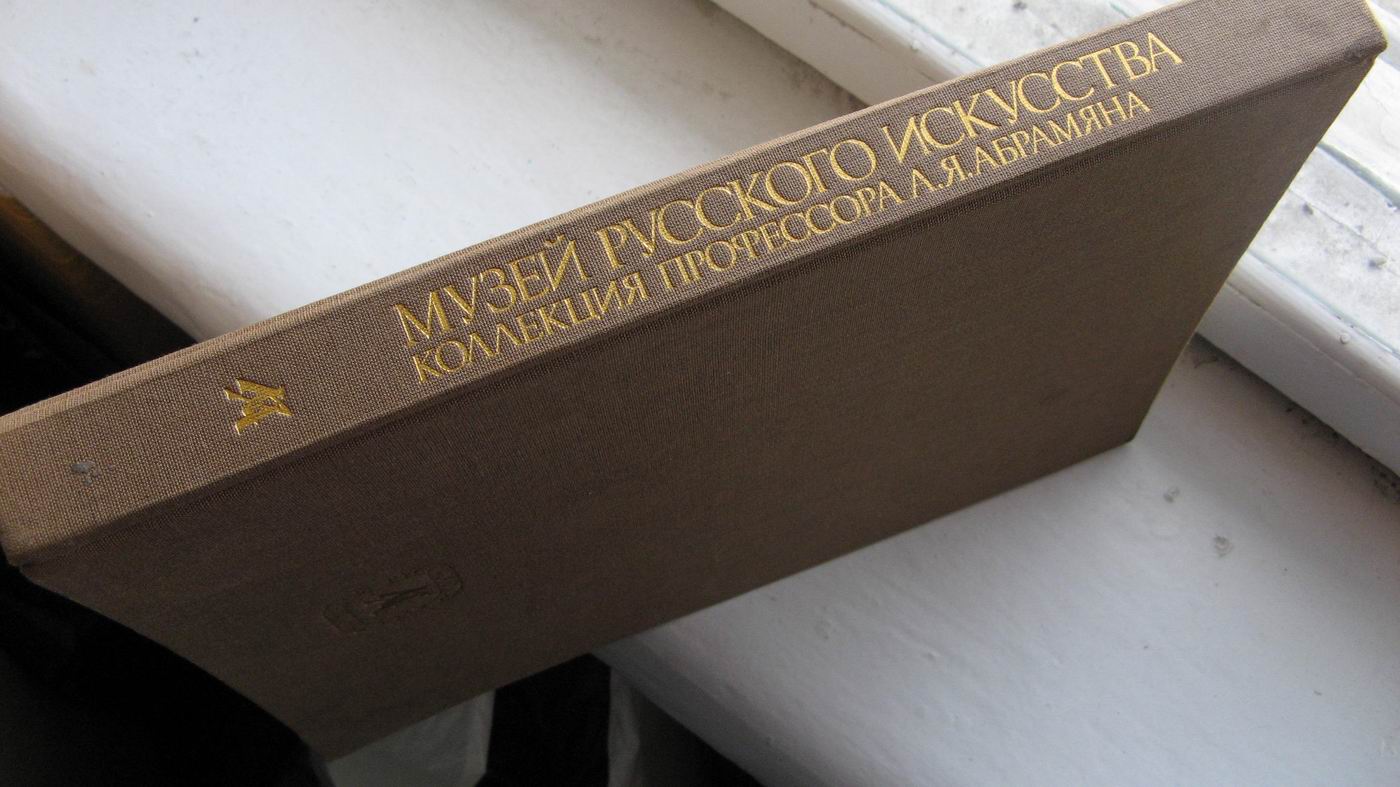 МУЗЕЙ РУССКОГО ИСКУССТВА
КОЛЛЕКЦИЯ ПРОФЕССОРА А.Я.АБРАМЯНА